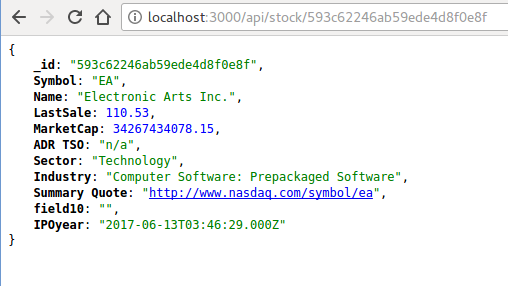 localhost:3000/api/stock/593c62246ab59ede4d8f0e8f
{
_id: "593c62246ab59ede4d8f0e8f",
Symbol: "EA",
Name: "Electronic Arts Inc.",
LastSale: 110.53,
MarketCap: 34267434078.15,
ADR TSO: "n/a",
Sector: "Technology",
Industry: "Computer Software: Prepackaged Software",
Summary Quote: "http://www.nasdaq.com/symbol/ea",
field10: "",
IPOyear: "2017-06-13T03:46:29.000Z"
}